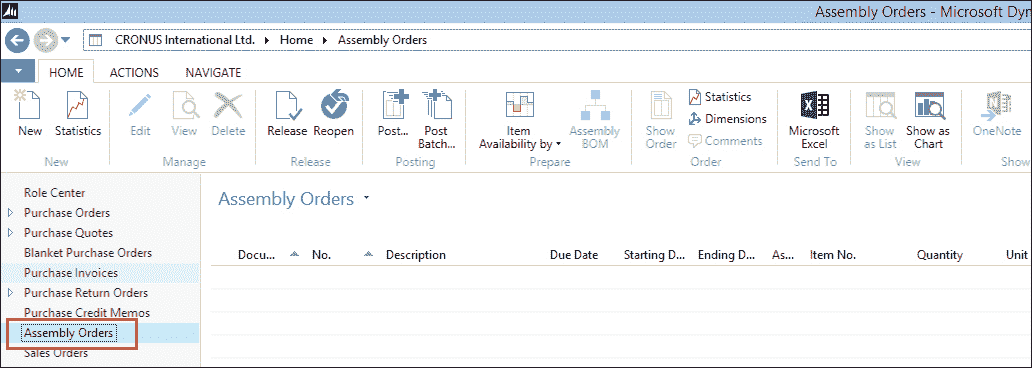 Assembly Orders - Microsoft Dyn
CRONUS International Ltd. Home Assembly Orders
HOME ACTIONS NAVIGATE
New Statistics Edit View Delete Release Reopen Post... Post Batch... Item Availability by Assembly BOM Show Order Statistics Dimensions Comments Microsoft Excel Show as List Show as Chart OneNote
New Manage Release Posting Prepare Order Send To View Show
Role Center
Assembly Orders
Purchase Orders
Purchase Quotes
Blanket Purchase Orders
Docu... No. Description Due Date Starting D... Ending D... As... Item No. Quantity Unit
Purchase Invoices
Purchase Return Orders
Purchase Credit Memos
Assembly Orders
Sales Orders